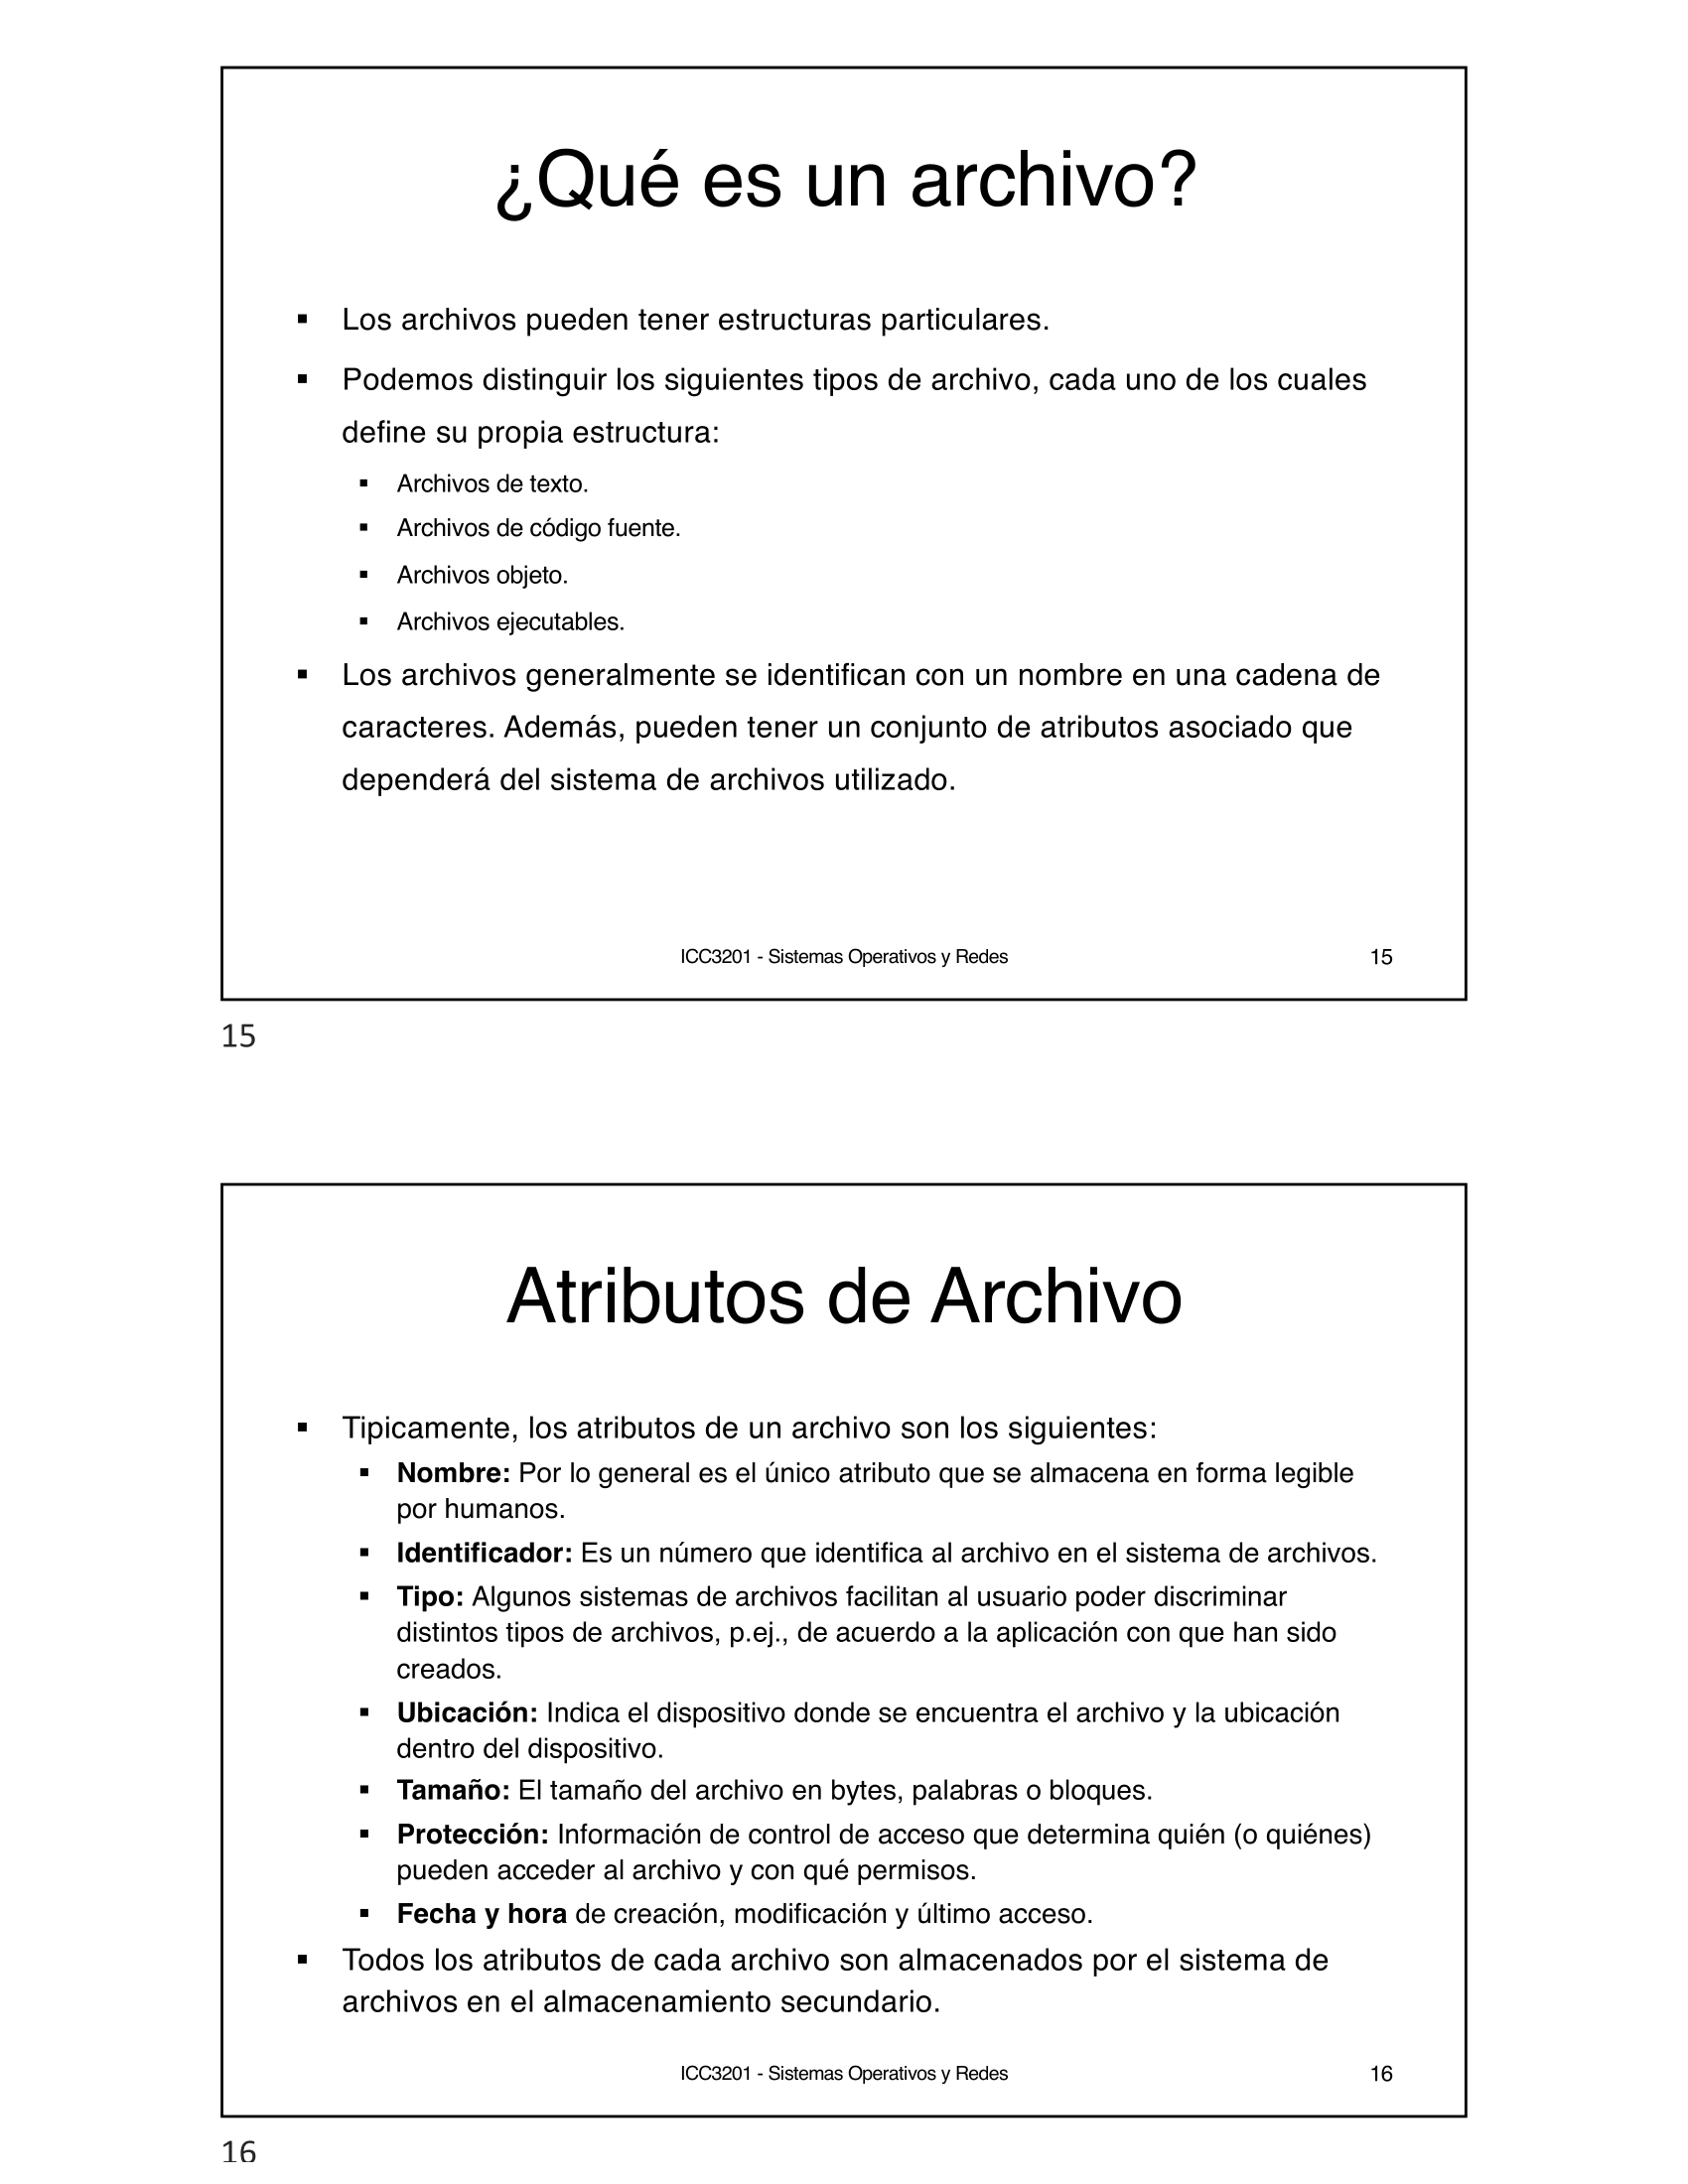 ¿Qué es un archivo?
▪ Los archivos pueden tener estructuras particulares.
▪ Podemos distinguir los siguientes tipos de archivo, cada uno de los cuales
define su propia estructura:
▪ Archivos de texto.
▪ Archivos de código fuente.
▪ Archivos objeto.
▪ Archivos ejecutables.
▪ Los archivos generalmente se identifican con un nombre en una cadena de
caracteres. Además, pueden tener un conjunto de atributos asociado que
dependerá del sistema de archivos utilizado.
ICC3201 - Sistemas Operativos y Redes 15
15
Atributos de Archivo
▪ Tipicamente, los atributos de un archivo son los siguientes:
▪ Nombre: Por lo general es el único atributo que se almacena en forma legible
por humanos.
▪ Identificador: Es un número que identifica al archivo en el sistema de archivos.
▪ Tipo: Algunos sistemas de archivos facilitan al usuario poder discriminar
distintos tipos de archivos, p.ej., de acuerdo a la aplicación con que han sido
creados.
▪ Ubicación: Indica el dispositivo donde se encuentra el archivo y la ubicación
dentro del dispositivo.
▪ Tamaño: El tamaño del archivo en bytes, palabras o bloques.
▪ Protección: Información de control de acceso que determina quién (o quiénes)
pueden acceder al archivo y con qué permisos.
▪ Fecha y hora de creación, modificación y último acceso.
▪ Todos los atributos de cada archivo son almacenados por el sistema de
archivos en el almacenamiento secundario.
ICC3201 - Sistemas Operativos y Redes 16
16